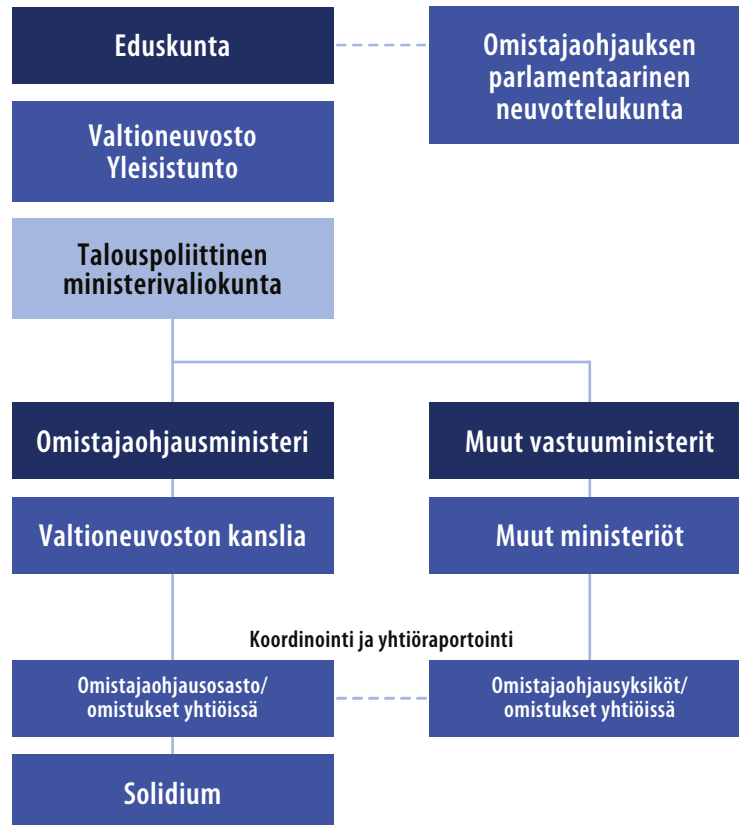 Eduskunta
Omistajaohjauksen
parlamentaarinen
neuvottelukunta
Valtioneuvosto
Yleisistunto
Talouspoliittinen
ministerivaliokunta
Omistajaohjausministeri
Muut vastuuministerit
Valtioneuvoston kanslia
Muut ministeriöt
Koordinointi ja yhtiöraportointi
Omistajaohjausosasto/
omistukset yhtiöissä
Omistajaohjausyksiköt/
omistukset yhtiöissä
Solidium